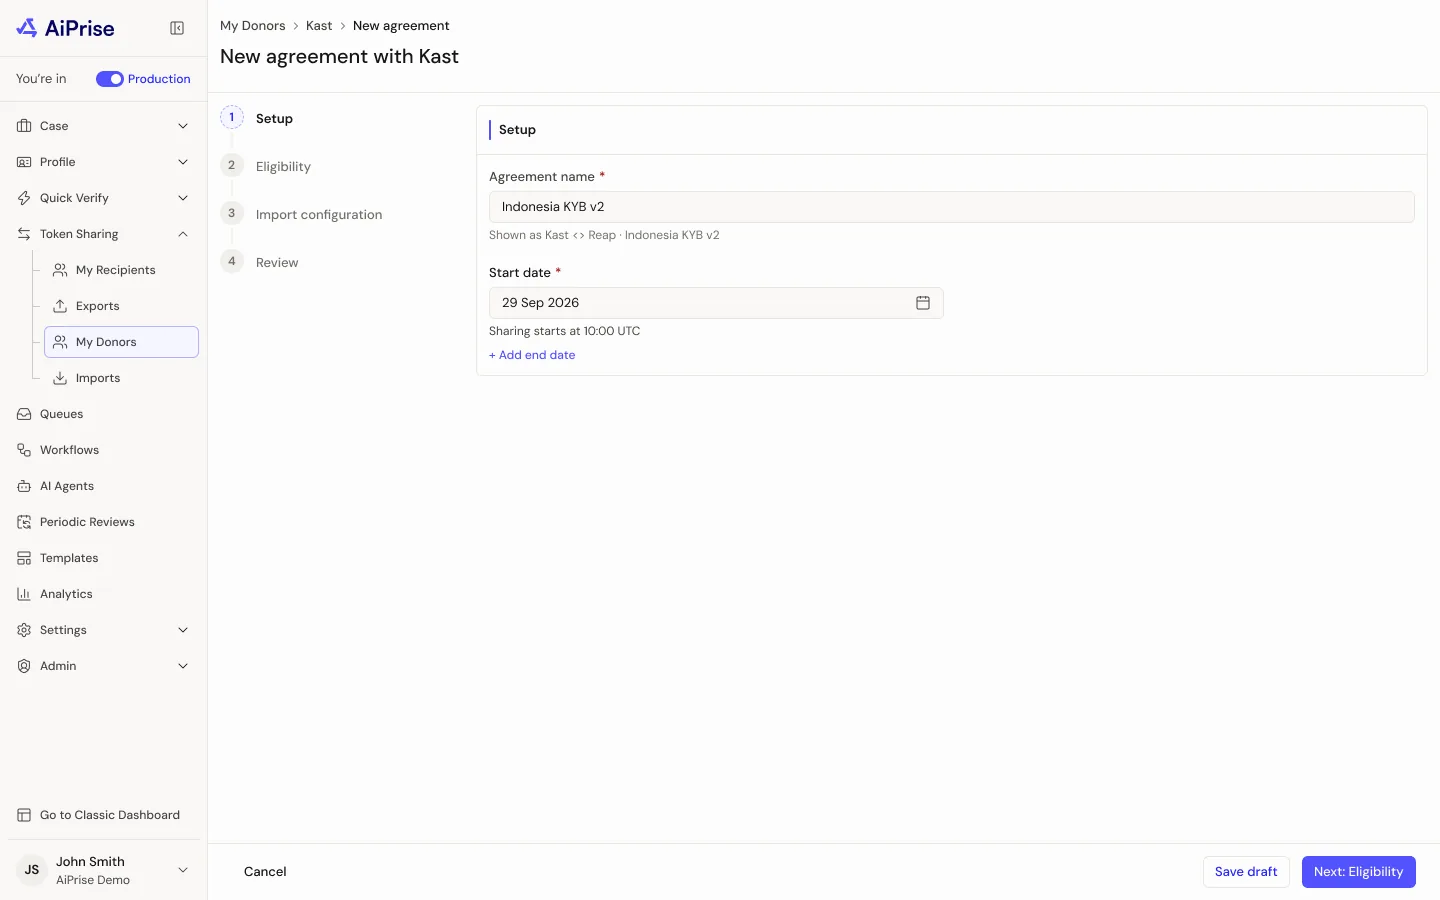 AiPrise
You're in
Production
Case
Profile
Quick Verify
Token Sharing
My Recipients
Exports
My Donors
Imports
Queues
Workflows
AI Agents
Periodic Reviews
Templates
Analytics
Settings
Admin
Go to Classic Dashboard
JS
John Smith
AiPrise Demo
My Donors > Kast > New agreement
New agreement with Kast
1 Setup
2 Eligibility
3 Import configuration
4 Review
Setup
Agreement name *
Indonesia KYB v2
Shown as Kast <> Reap · Indonesia KYB v2
Start date *
29 Sep 2026
Sharing starts at 10:00 UTC
+ Add end date
Cancel
Save draft
Next: Eligibility